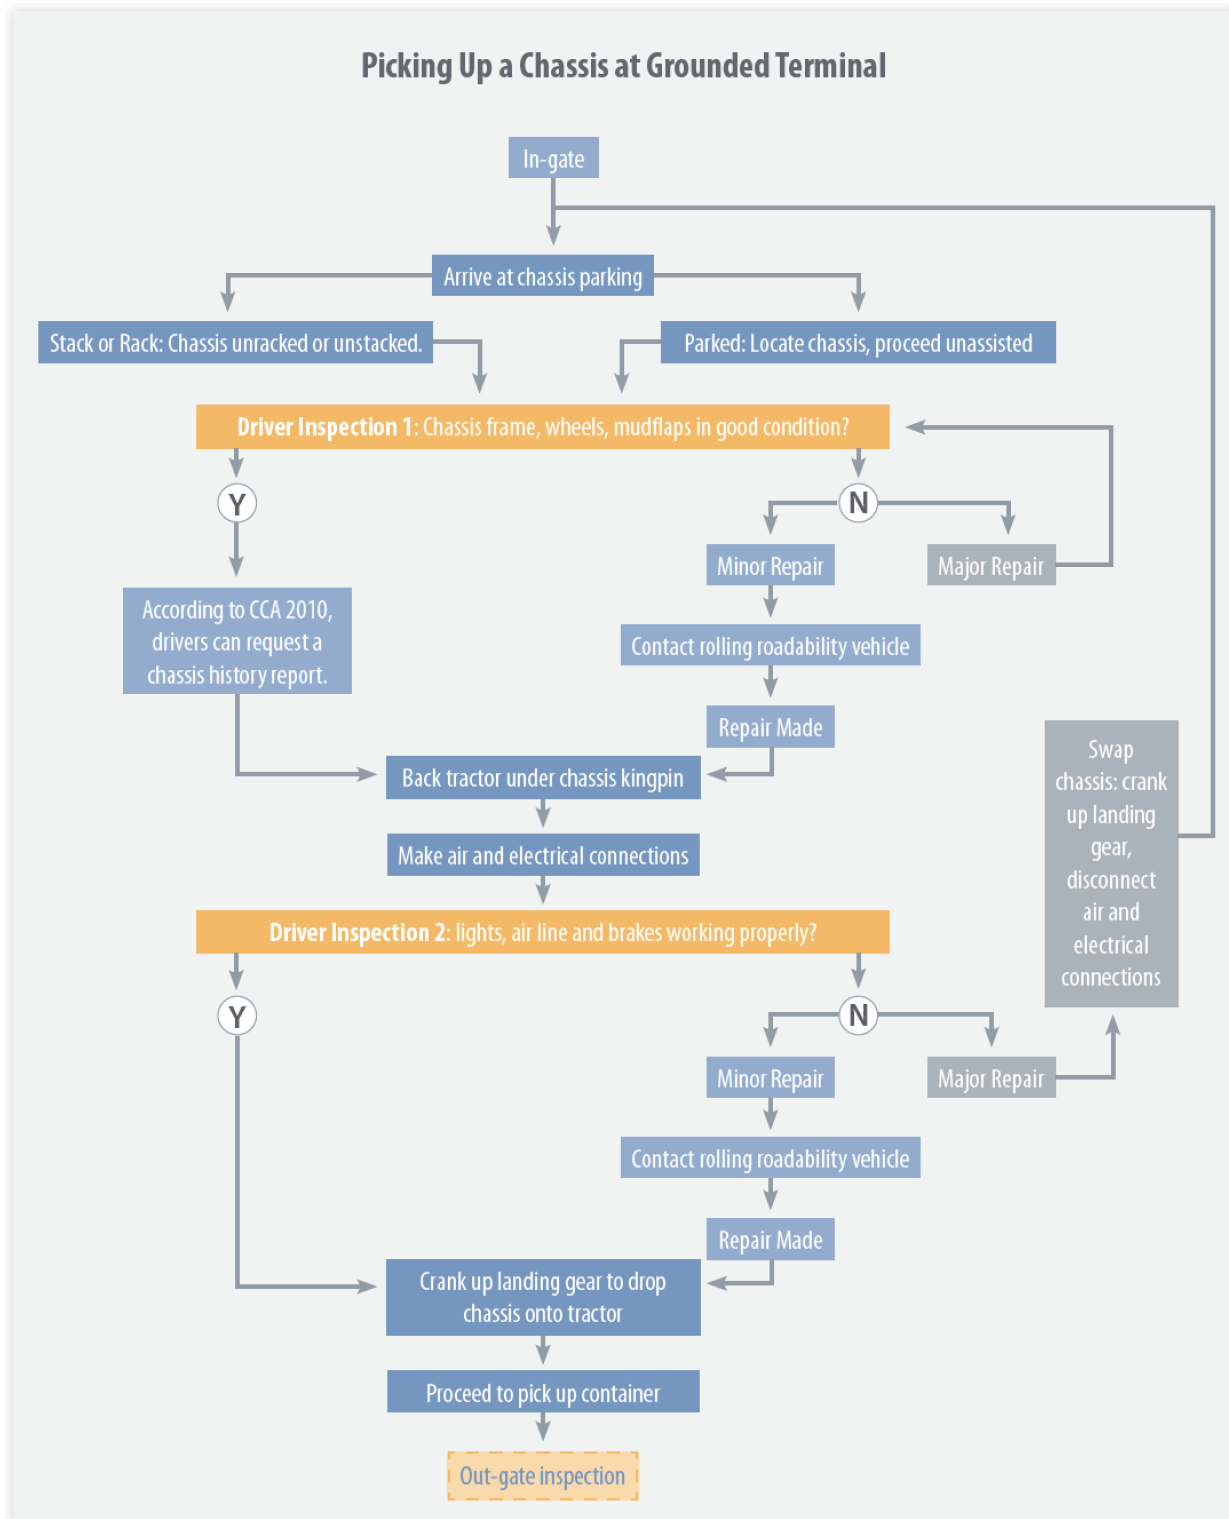 Picking Up a Chassis at Grounded Terminal
In-gate
Arrive at chassis parking
Stack or Rack: Chassis unracked or unstacked.
Parked: Locate chassis, proceed unassisted
Driver Inspection 1: Chassis frame, wheels, mudflaps in good condition?
Y
N
Minor Repair
Major Repair
According to CCA 2010,
drivers can request a
chassis history report.
Contact rolling roadability vehicle
Repair Made
Back tractor under chassis kingpin
Make air and electrical connections
Swap
chassis: crank
up landing
gear,
disconnect
air and
electrical
connections
Driver Inspection 2: lights, air line and brakes working properly?
Y
N
Minor Repair
Major Repair
Contact rolling roadability vehicle
Repair Made
Crank up landing gear to drop
chassis onto tractor
Proceed to pick up container
Out-gate inspection